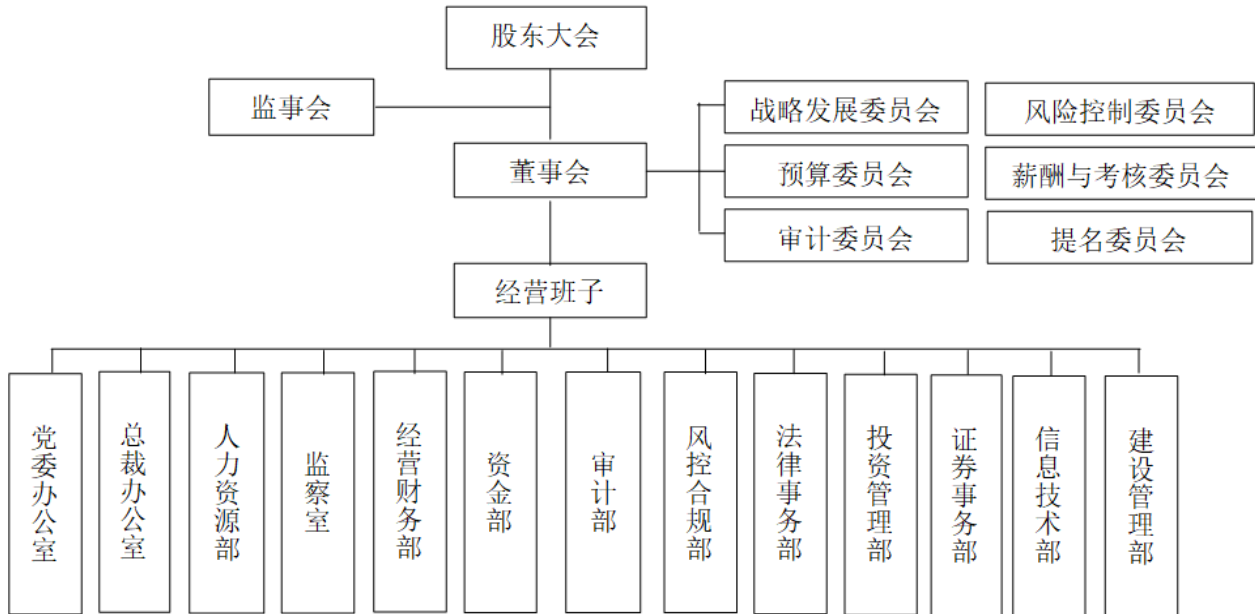 股东大会
监事会
战略发展委员会
风险控制委员会
董事会
预算委员会
薪酬与考核委员会
审计委员会
提名委员会
经营班子
党委办公室
总裁办公室
人力资源部
监察室
经营财务部
资金部
审计部
风控合规部
法律事务部
投资管理部
证券事务部
信息技术部
建设管理部